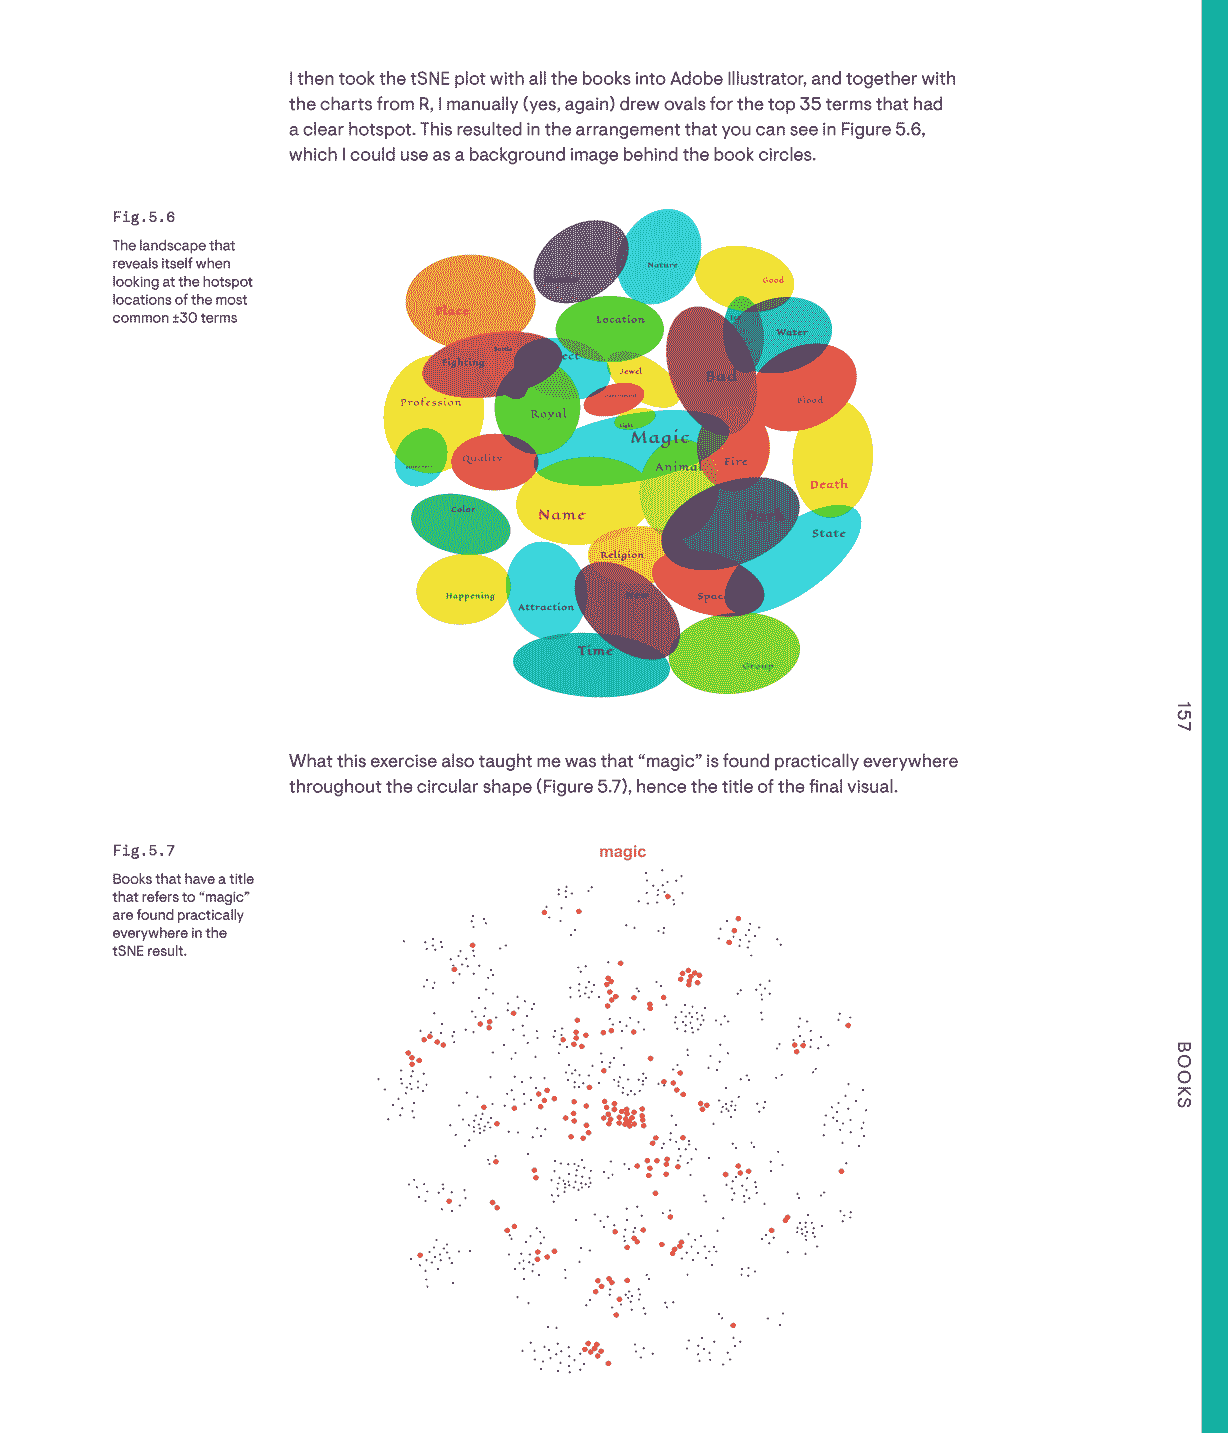 I then took the tSNE plot with all the books into Adobe Illustrator, and together with
the charts from R, I manually (yes, again) drew ovals for the top 35 terms that had
a clear hotspot. This resulted in the arrangement that you can see in Figure 5.6,
which I could use as a background image behind the book circles.
Fig.5.6
The landscape that
reveals itself when
looking at the hotspot
locations of the most
common ±30 terms
Nature
Good
Place
Location
Water
Fighting
Jewel
Bad
Profession
Royal
Blood
Light
Magic
Quality
Animal
Fire
Death
Color
Name
Dark
State
Religion
Happening
Attraction
New
Space
Time
Group
157
What this exercise also taught me was that “magic” is found practically everywhere
throughout the circular shape (Figure 5.7), hence the title of the final visual.
Fig.5.7
Books that have a title
that refers to “magic”
are found practically
everywhere in the
tSNE result.
magic
BOOKS